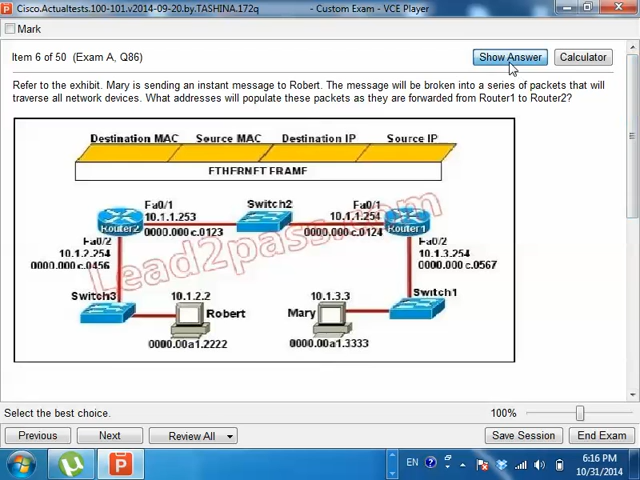 Cisco.Actualtests.100-101.v2014-09-20.by.TASHINA.172q - Custom Exam - VCE Player
Mark
Item 6 of 50 (Exam A, Q86)
Show Answer
Calculator
Refer to the exhibit. Mary is sending an instant message to Robert. The message will be broken into a series of packets that will
traverse all network devices. What addresses will populate these packets as they are forwarded from Router1 to Router2?
Destination MAC Source MAC Destination IP Source IP
ETHERNET FRAME
Fa0/1 Switch2 Fa0/1
10.1.1.253 10.1.1.254
Router2 Router1
0000.000c.0123 0000.000c.0124
Fa0/2 Fa0/2
10.1.2.254 10.1.3.254
0000.000c.0456 0000.000c.0567
Lead2pass.com
Switch3 10.1.2.2 10.1.3.3 Switch1
Robert Mary
0000.00a1.2222 0000.00a1.3333
Select the best choice.
100%
Previous
Next
Review All
Save Session
End Exam
EN
6:16 PM
10/31/2014